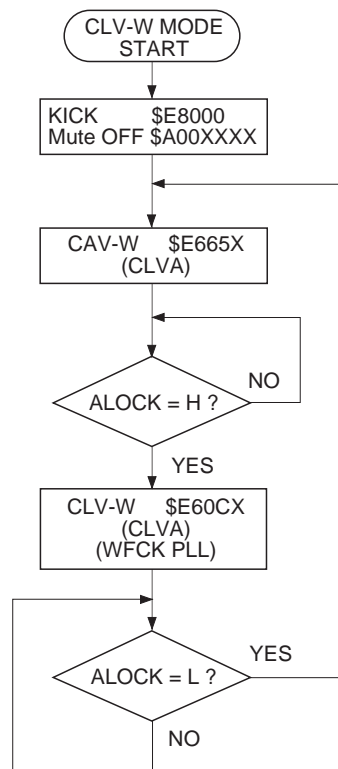 CLV-W MODE
START
KICK $E8000
Mute OFF $A00XXXX
CAV-W $E665X
(CLVA)
NO
ALOCK = H ?
YES
CLV-W $E60CX
(CLVA)
(WFCK PLL)
YES
ALOCK = L ?
NO